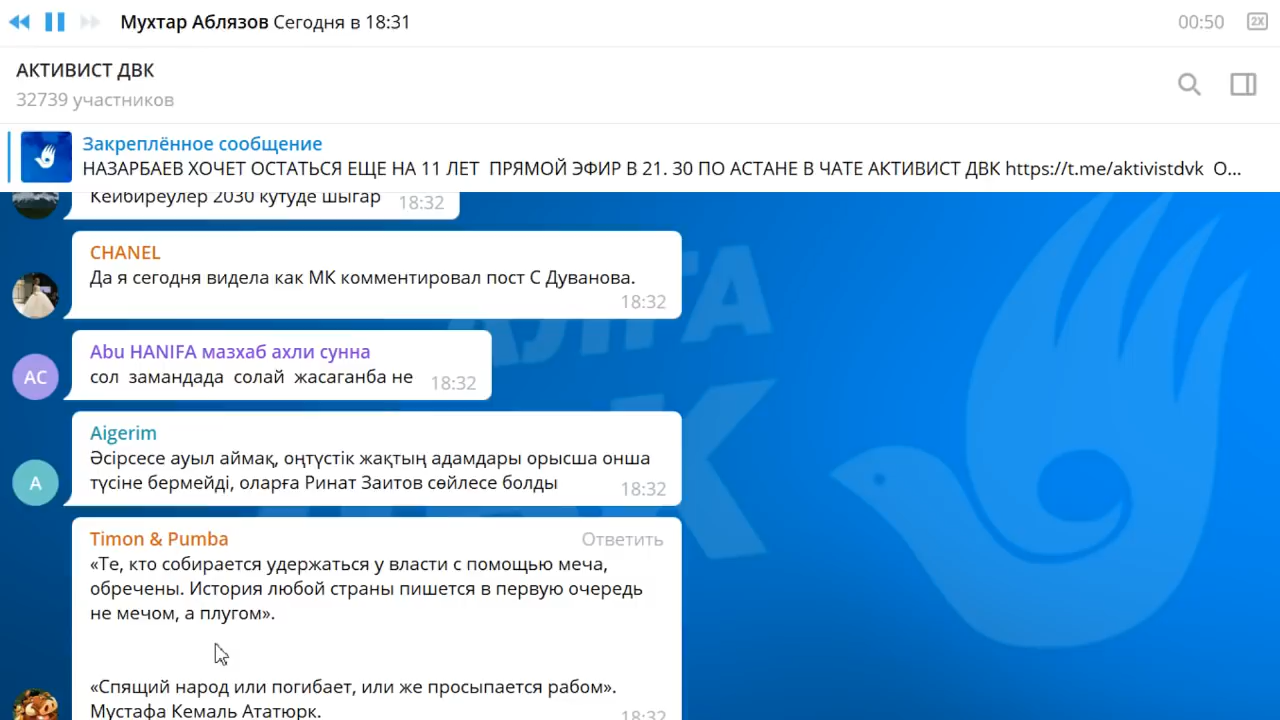 Мухтар Аблязов Сегодня в 18:31
00:50
2X
АКТИВИСТ ДВК
32739 участников
Закреплённое сообщение
НАЗАРБАЕВ ХОЧЕТ ОСТАТЬСЯ ЕЩЕ НА 11 ЛЕТ ПРЯМОЙ ЭФИР В 21. 30 ПО АСТАНЕ В ЧАТЕ АКТИВИСТ ДВК https://t.me/aktivistdvk О...
Кейбиреулер 2030 кутуде шыгар 18:32
CHANEL
Да я сегодня видела как МК комментировал пост С Дуванова.
18:32
Abu HANIFA мазхаб ахли сунна
АС
сол замандада солай жасаганба не 18:32
Aigerim
Әсірсесе ауыл аймақ, оңтүстік жақтың адамдары орысша онша
А
түсіне бермейді, оларға Ринат Заитов сөйлесе болды 18:32
Timon & Pumba Ответить
«Те, кто собирается удержаться у власти с помощью меча,
обречены. История любой страны пишется в первую очередь
не мечом, а плугом».
«Спящий народ или погибает, или же просыпается рабом».
Мустафа Кемаль Ататюрк. 18:32